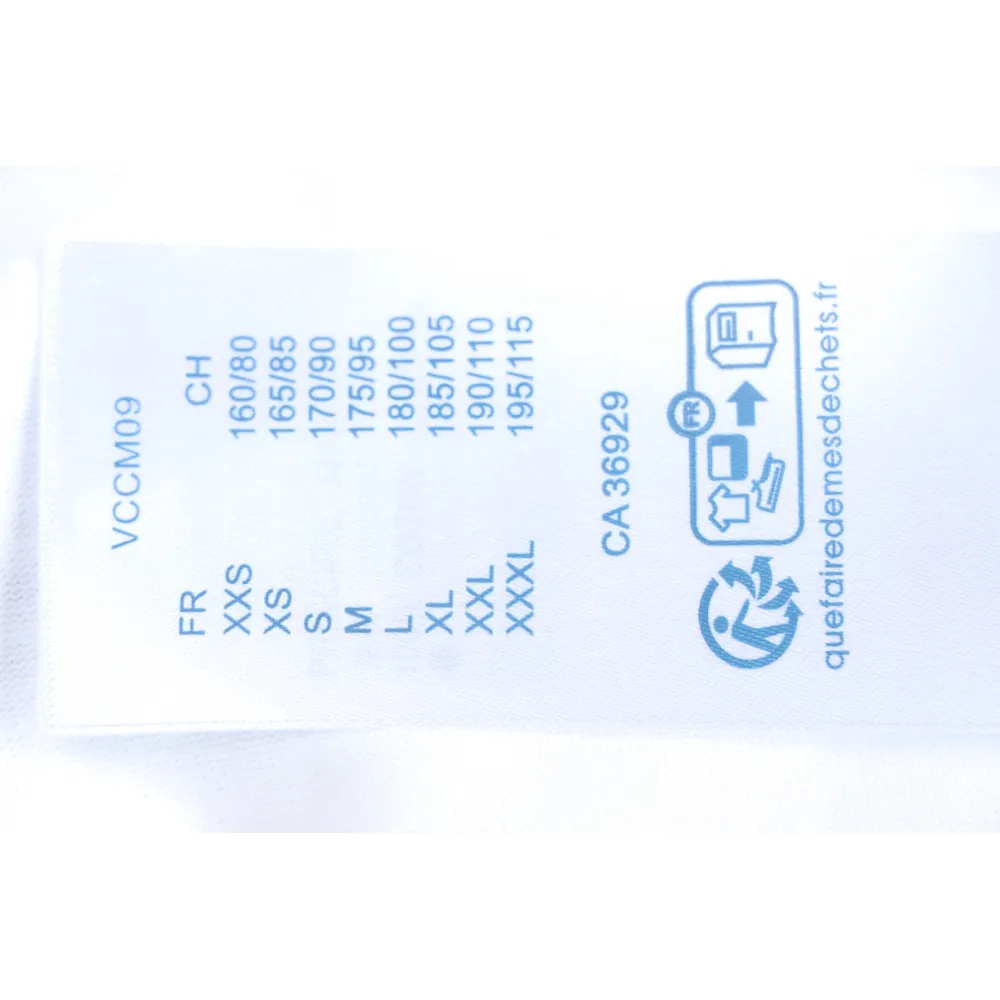 VCCM09
FR CH
XXS 160/80
XS 165/85
S 170/90
M 175/95
L 180/100
XL 185/105
XXL 190/110
XXXL 195/115
CA 36929
FR
quefairedemesdechets.fr